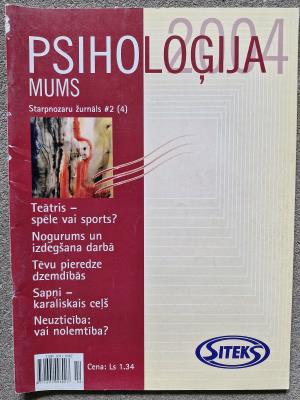 2004
PSIHOLOĢIJA
MUMS
Starpnozaru žurnāls #2 (4)
Teātris –
spēle vai sports?
Nogurums un
izdegšana darbā
Tēvu pieredze
dzemdībās
Sapņi –
karaliskais ceļš
Neuzticība:
vai nolemtība?
Cena: Ls 1.34
SITEKS